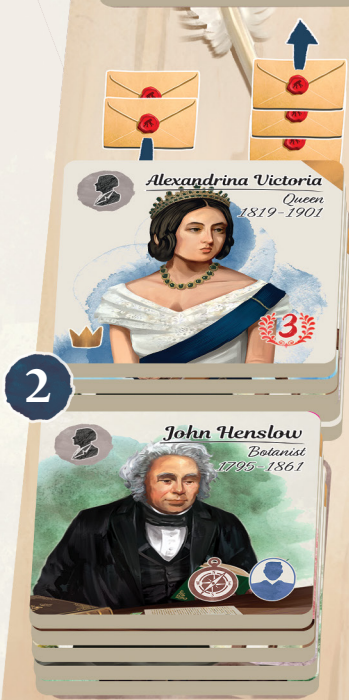 Alexandrina Victoria
Queen
1819-1901
3
2
John Henslow
Botanist
1795-1861